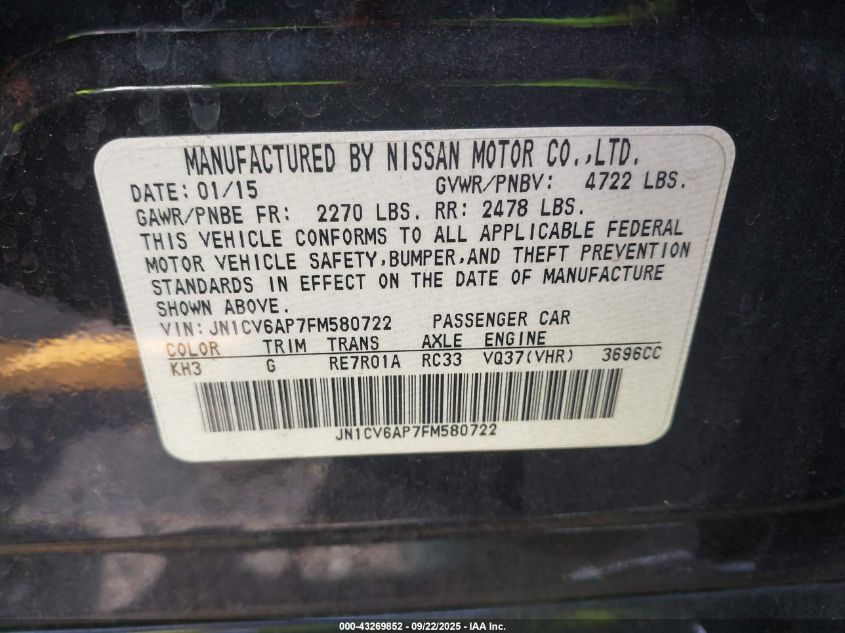 MANUFACTURED BY NISSAN MOTOR CO.,LTD.
DATE: 01/15 GVWR/PNBV: 4722 LBS.
GAWR/PNBE FR: 2270 LBS. RR: 2478 LBS.
THIS VEHICLE CONFORMS TO ALL APPLICABLE FEDERAL
MOTOR VEHICLE SAFETY,BUMPER,AND THEFT PREVENTION
STANDARDS IN EFFECT ON THE DATE OF MANUFACTURE
SHOWN ABOVE.
VIN: JN1CV6AP7FM580722 PASSENGER CAR
COLOR TRIM TRANS AXLE ENGINE
KH3 G RE7R01A RC33 VQ37(VHR) 3696CC
JN1CV6AP7FM580722
000-43269852 - 09/22/2025 - IAA Inc.